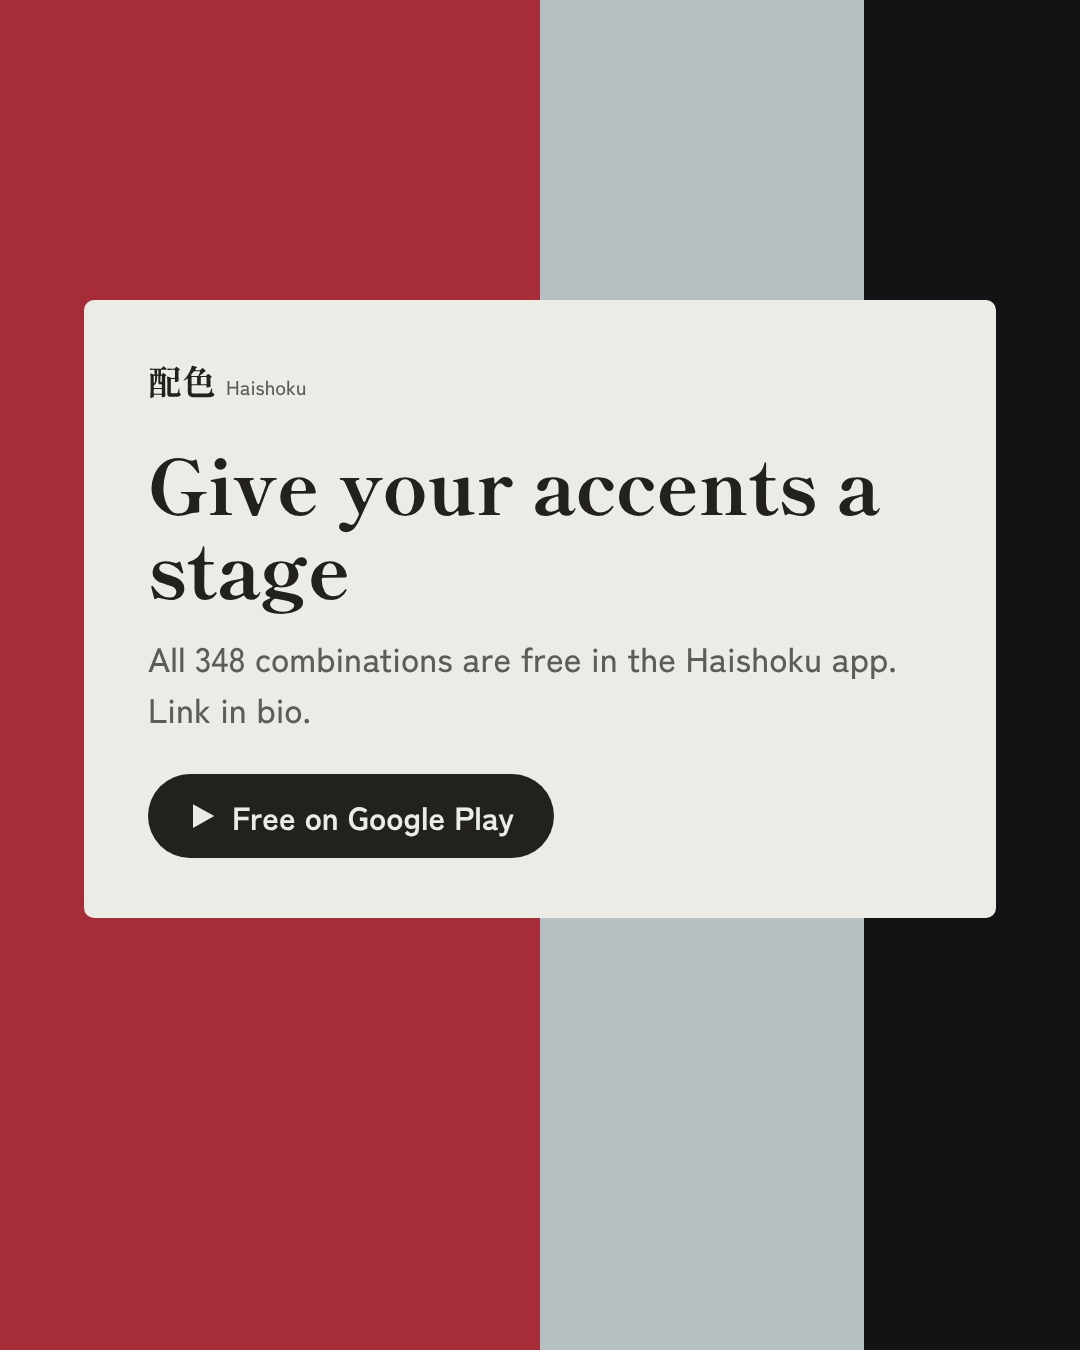 配色 Haishoku
Give your accents a
stage
All 348 combinations are free in the Haishoku app.
Link in bio.
Free on Google Play